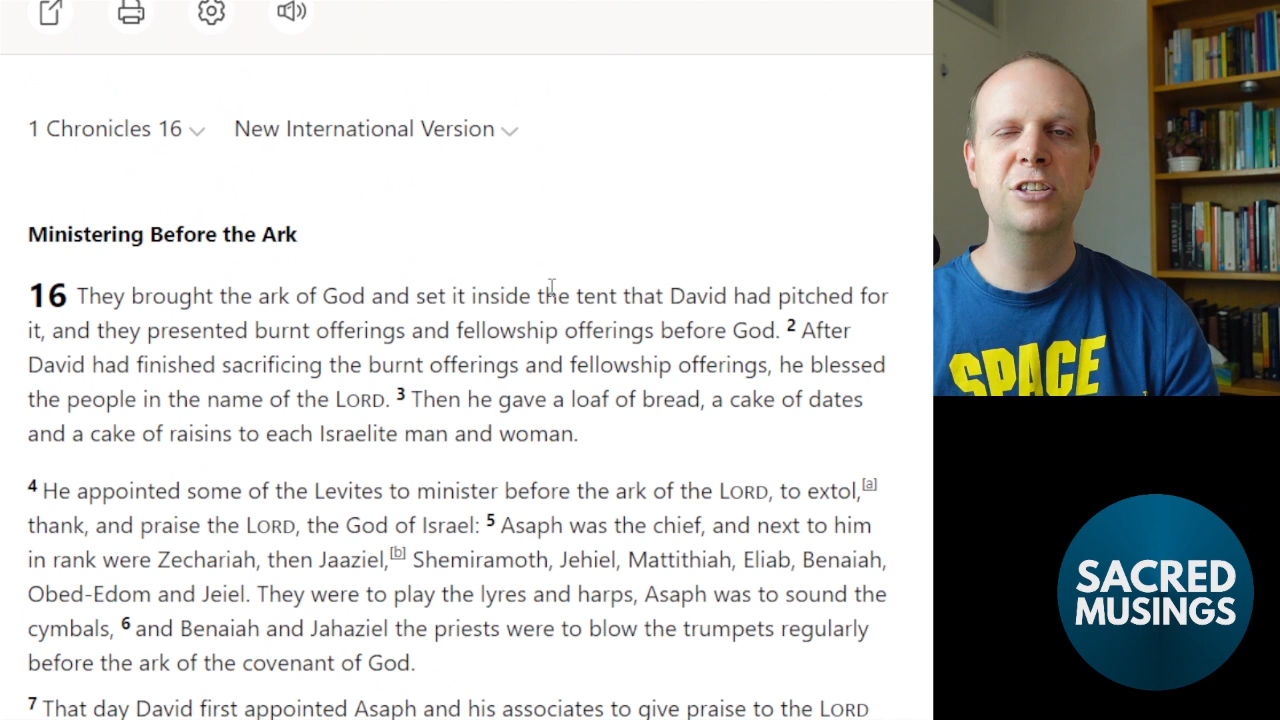 1 Chronicles 16 New International Version
Ministering Before the Ark
16 They brought the ark of God and set it inside the tent that David had pitched for
it, and they presented burnt offerings and fellowship offerings before God. 2 After
David had finished sacrificing the burnt offerings and fellowship offerings, he blessed
the people in the name of the LORD. 3 Then he gave a loaf of bread, a cake of dates
and a cake of raisins to each Israelite man and woman.
4 He appointed some of the Levites to minister before the ark of the LORD, to extol,[a]
thank, and praise the LORD, the God of Israel: 5 Asaph was the chief, and next to him
in rank were Zechariah, then Jaaziel,[b] Shemiramoth, Jehiel, Mattithiah, Eliab, Benaiah,
Obed-Edom and Jeiel. They were to play the lyres and harps, Asaph was to sound the
cymbals, 6 and Benaiah and Jahaziel the priests were to blow the trumpets regularly
before the ark of the covenant of God.
7 That day David first appointed Asaph and his associates to give praise to the LORD
SPACE
SACRED
MUSINGS